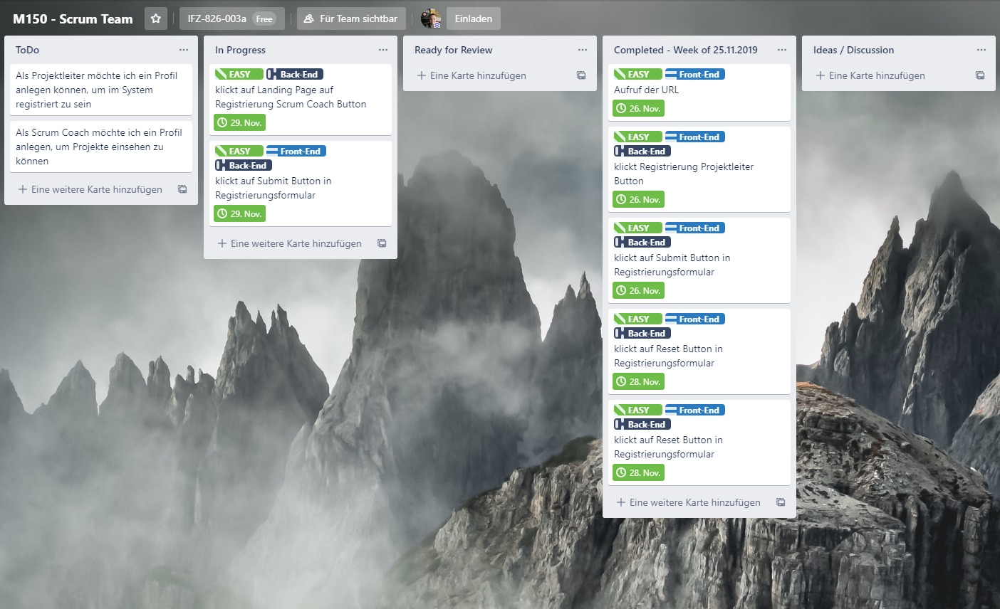 M150 - Scrum Team
IFZ-826-003a Free
Für Team sichtbar
Einladen
ToDo
Als Projektleiter möchte ich ein Profil
anlegen können, um im System
registriert zu sein
Als Scrum Coach möchte ich ein Profil
anlegen, um Projekte einsehen zu
können
Eine weitere Karte hinzufügen
In Progress
EASY Back-End
klickt auf Landing Page auf
Registrierung Scrum Coach Button
29. Nov.
EASY Front-End
Back-End
klickt auf Submit Button in
Registrierungsformular
29. Nov.
Eine weitere Karte hinzufügen
Ready for Review
Eine Karte hinzufügen
Completed - Week of 25.11.2019
EASY Front-End
Aufruf der URL
26. Nov.
EASY Front-End
Back-End
klickt Registrierung Projektleiter
Button
26. Nov.
EASY Front-End
Back-End
klickt auf Submit Button in
Registrierungsformular
26. Nov.
EASY Front-End
Back-End
klickt auf Reset Button in
Registrierungsformular
28. Nov.
EASY Front-End
Back-End
klickt auf Reset Button in
Registrierungsformular
28. Nov.
Eine weitere Karte hinzufügen
Ideas / Discussion
Eine Karte hinzufügen